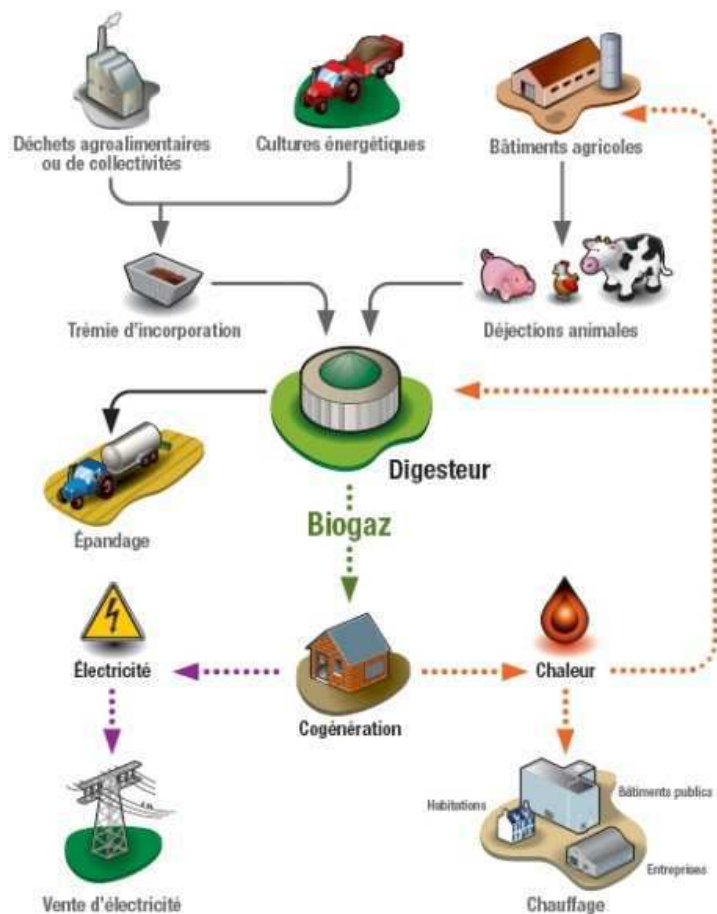 Déchets agroalimentaires
ou de collectivités
Cultures énergétiques
Bâtiments agricoles
Trémie d'incorporation
Déjections animales
Digesteur
Épandage
Biogaz
Électricité
Cogénération
Chaleur
Habitations
Bâtiments publics
Entreprises
Vente d'électricité
Chauffage